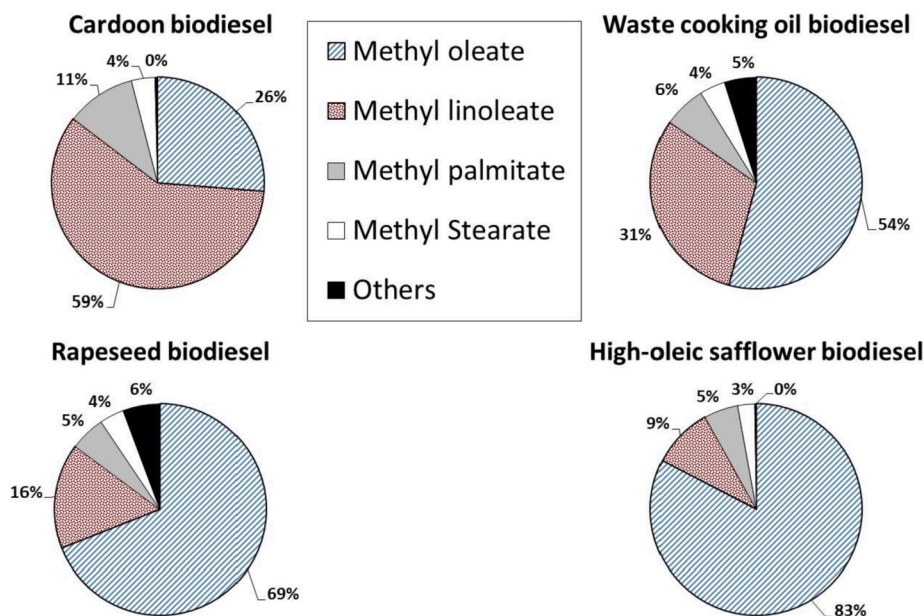 Cardoon biodiesel
0%
4%
11%
26%
59%
Methyl oleate
Methyl linoleate
Methyl palmitate
Methyl Stearate
Others
Waste cooking oil biodiesel
5%
4%
6%
31%
54%
Rapeseed biodiesel
6%
4%
5%
16%
69%
High-oleic safflower biodiesel
0%
3%
5%
9%
83%